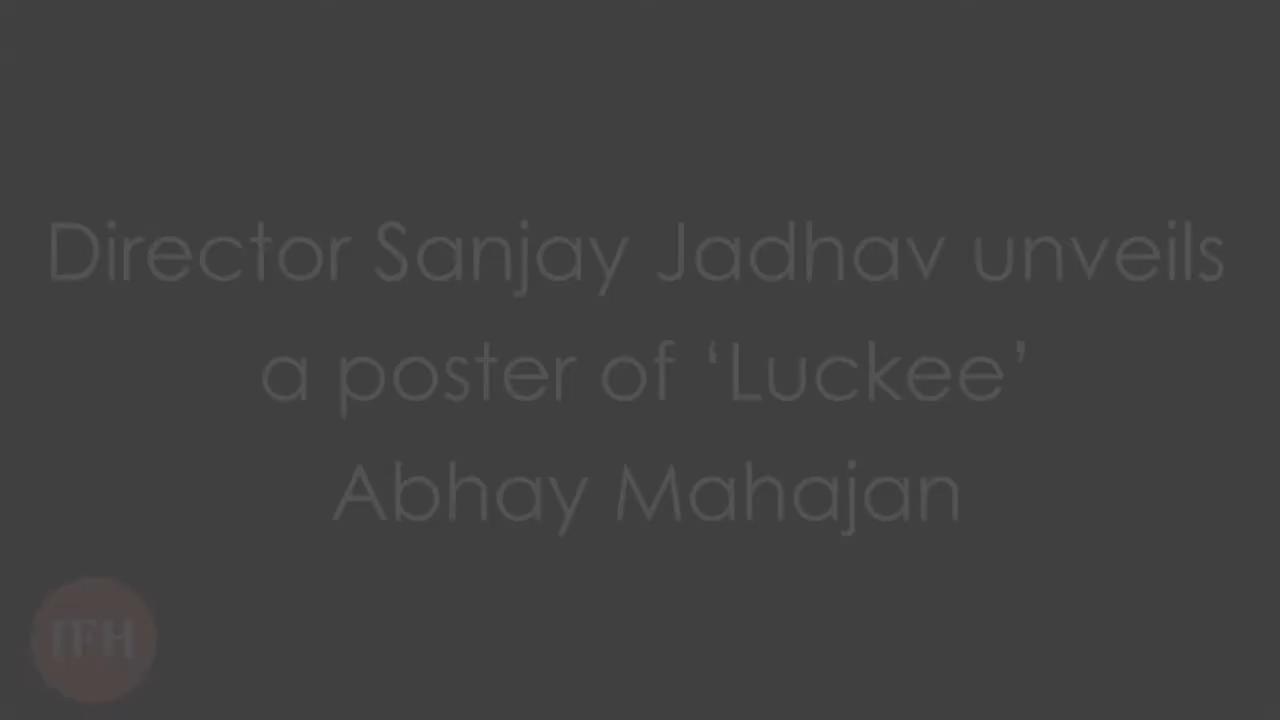 Director Sanjay Jadhav unveils
a poster of ‘Luckee’
Abhay Mahajan
IFH